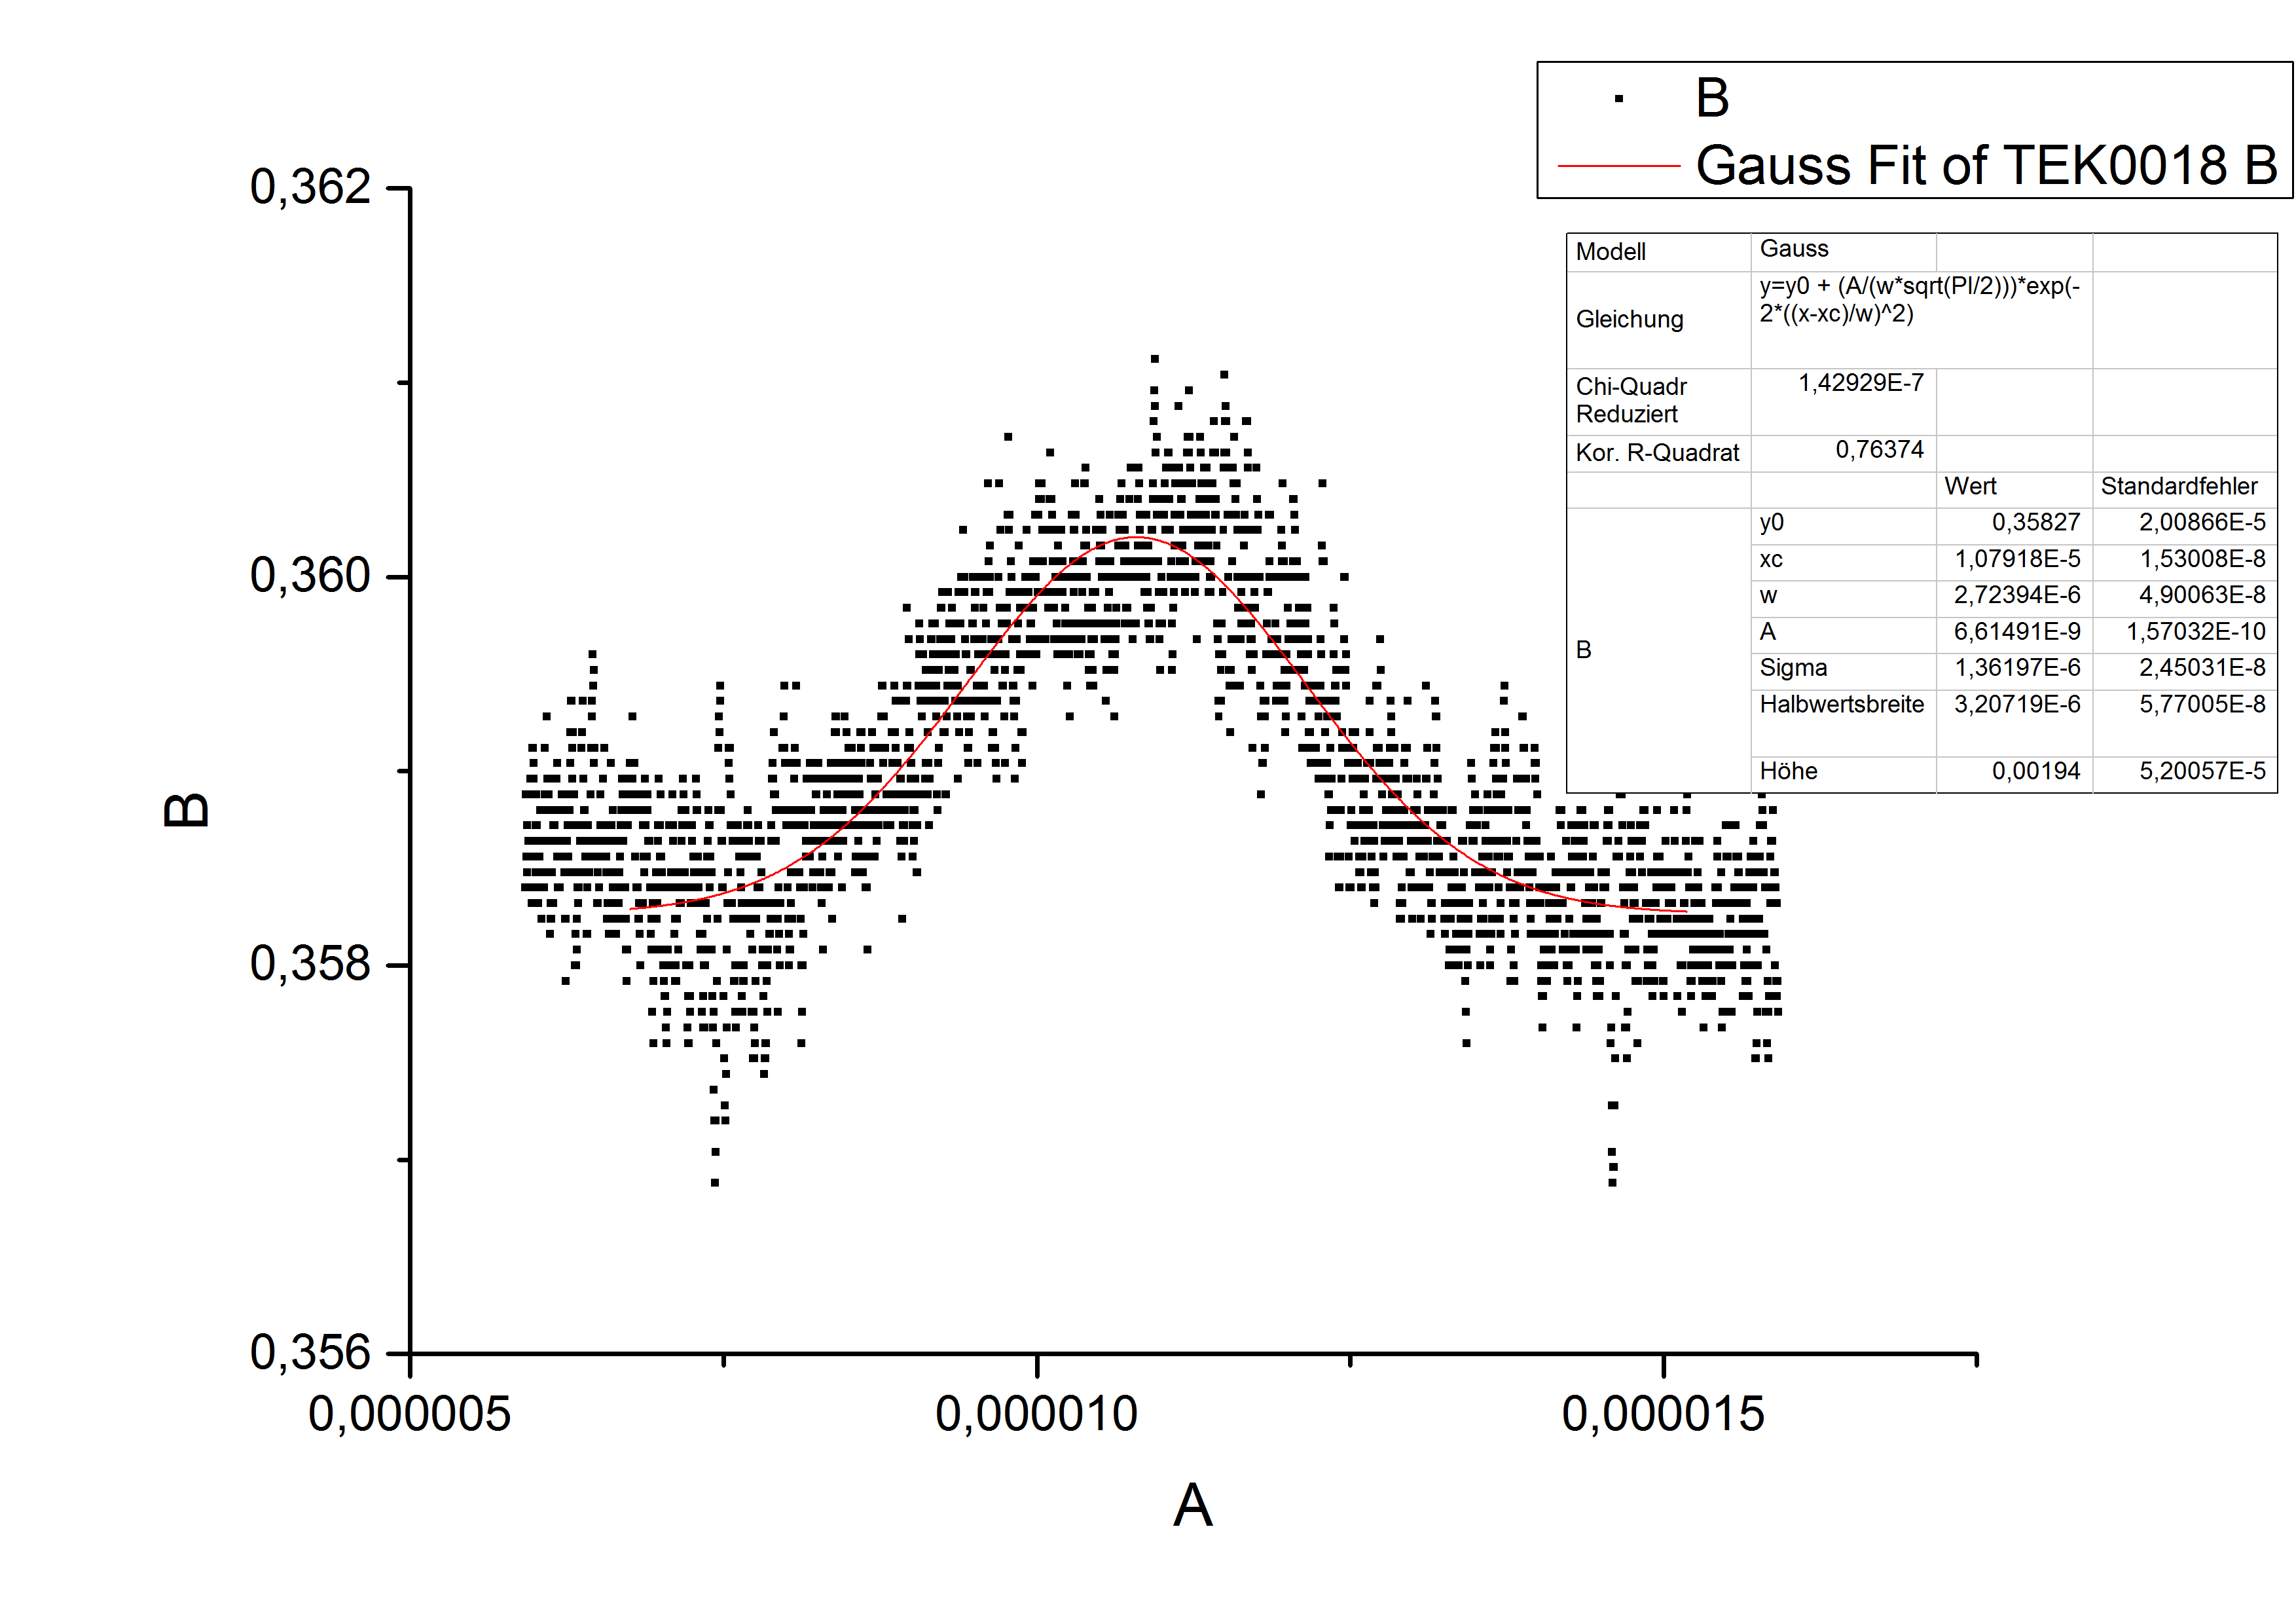 B
Gauss Fit of TEK0018 B
Modell Gauss
Gleichung y=y0 + (A/(w*sqrt(PI/2)))*exp(-
2*((x-xc)/w)^2)
Chi-Quadr
Reduziert 1,42929E-7
Kor. R-Quadrat 0,76374
Wert Standardfehler
B
y0 0,35827 2,00866E-5
xc 1,07918E-5 1,53008E-8
w 2,72394E-6 4,90063E-8
A 6,61491E-9 1,57032E-10
Sigma 1,36197E-6 2,45031E-8
Halbwertsbreite 3,20719E-6 5,77005E-8
Höhe 0,00194 5,20057E-5
0,362
0,360
0,358
0,356
B
0,000005 0,000010 0,000015
A